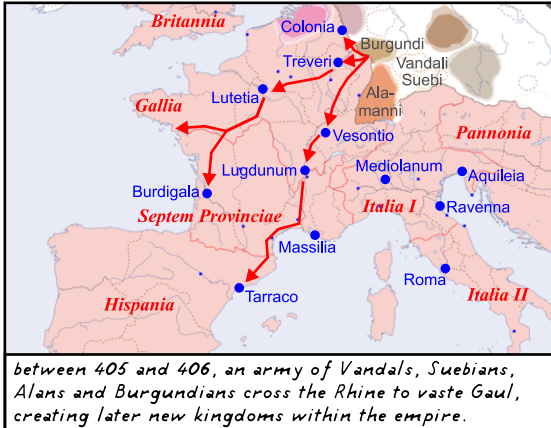 Britannia
Colonia
Burgundi
Treveri
Vandali
Suebi
Lutetia
Ala-
manni
Gallia
Vesontio
Pannonia
Lugdunum
Mediolanum
Aquileia
Burdigala
Septem Provinciae
Italia I
Ravenna
Massilia
Roma
Hispania
Tarraco
Italia II
between 405 and 406, an army of Vandals, Suebians,
Alans and Burgundians cross the Rhine to vaste Gaul,
creating later new kingdoms within the empire.